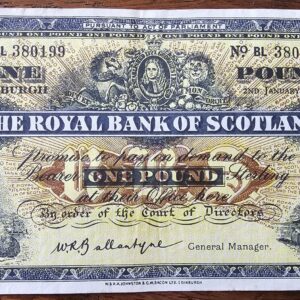 PURSUANT TO ACT OF PARLIAMENT
BL 380199 No BL 380
ONE POUND
2ND JANUARY
THE ROYAL BANK OF SCOTLAND
promise to pay on demand to the
Bearer ONE POUND Sterling
at their Office here
By order of the Court of Directors
W.R. Ballantyne General Manager.
W. & A.K. JOHNSTON & G.W. BACON LTD. EDINBURGH